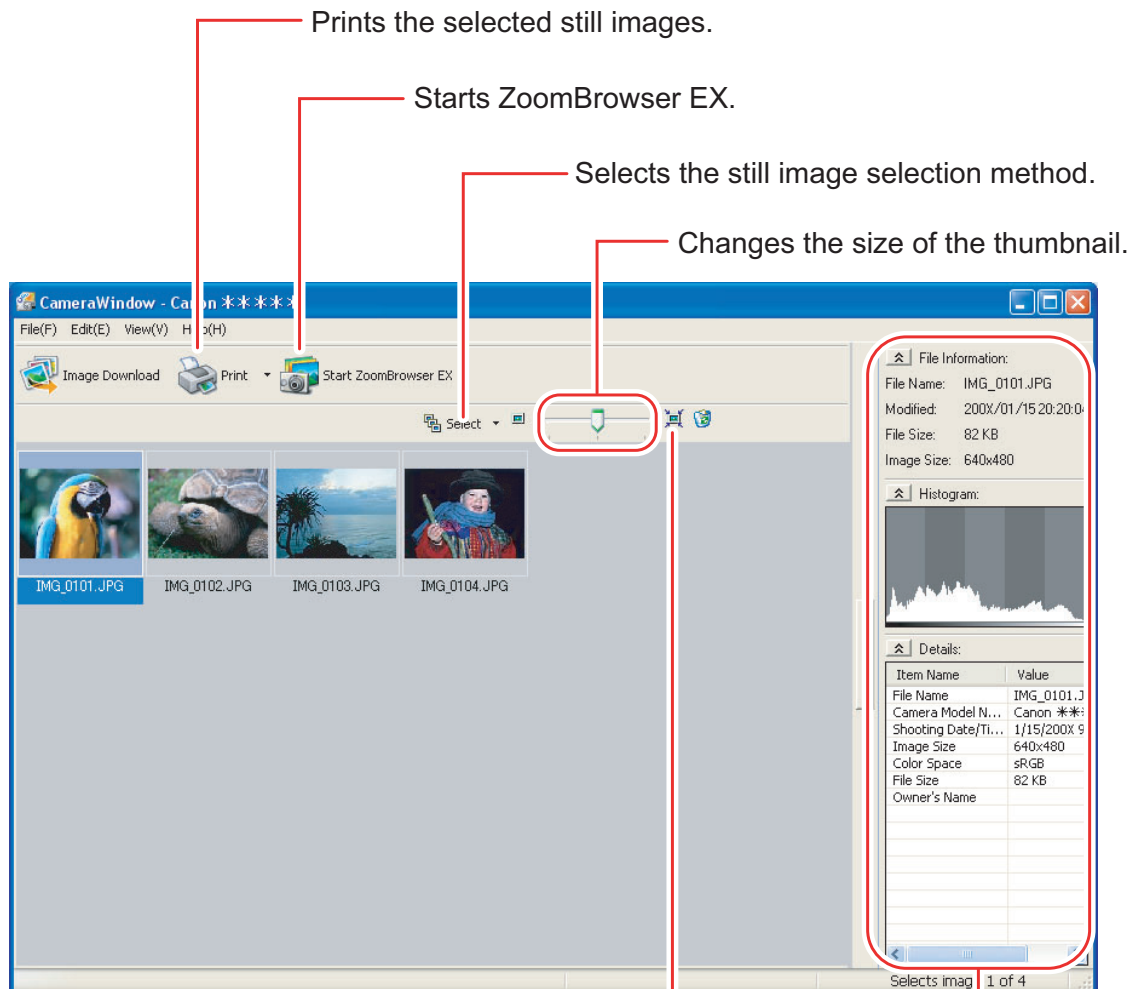 Prints the selected still images.
Starts ZoomBrowser EX.
Selects the still image selection method.
Changes the size of the thumbnail.
CameraWindow - Canon ∗∗∗∗∗
File(F) Edit(E) View(V) Help(H)
Image Download Print Start ZoomBrowser EX
Select
IMG_0101.JPG IMG_0102.JPG IMG_0103.JPG IMG_0104.JPG
File Information:
File Name: IMG_0101.JPG
Modified: 200X/01/15 20:20:04
File Size: 82 KB
Image Size: 640x480
Histogram:
Details:
Item Name Value
File Name IMG_0101.J
Camera Model N... Canon ∗∗∗
Shooting Date/Ti... 1/15/200X 9
Image Size 640x480
Color Space sRGB
File Size 82 KB
Owner's Name
Selects imag 1 of 4